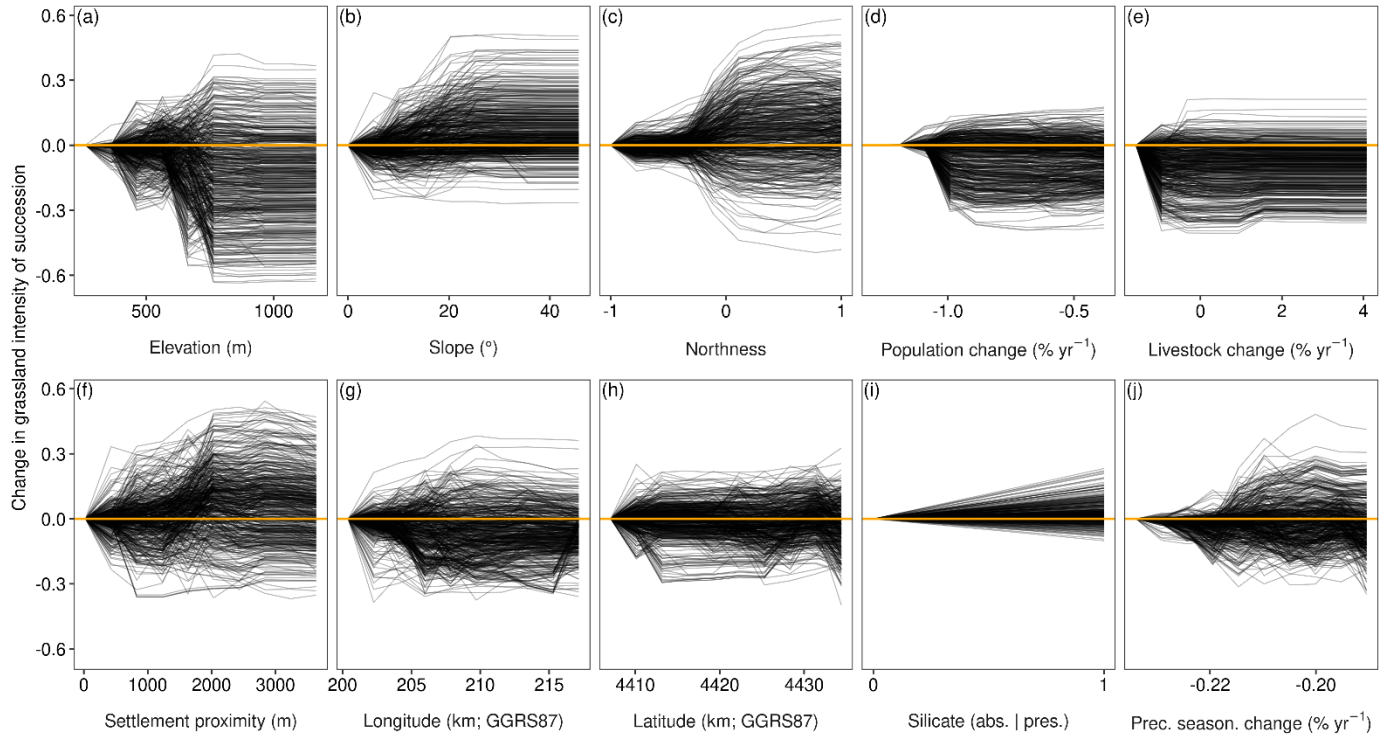 Change in grassland intensity of succession
(a) (b) (c) (d) (e)
0.6
0.3
0.0
-0.3
-0.6
500 1000 0 20 40 -1 0 1 -1.0 -0.5 0 2 4
Elevation (m) Slope (°) Northness Population change (% yr⁻¹) Livestock change (% yr⁻¹)
(f) (g) (h) (i) (j)
0.6
0.3
0.0
-0.3
-0.6
0 1000 2000 3000 200 205 210 215 4410 4420 4430 0 1 -0.22 -0.20
Settlement proximity (m) Longitude (km; GGRS87) Latitude (km; GGRS87) Silicate (abs. | pres.) Prec. season. change (% yr⁻¹)